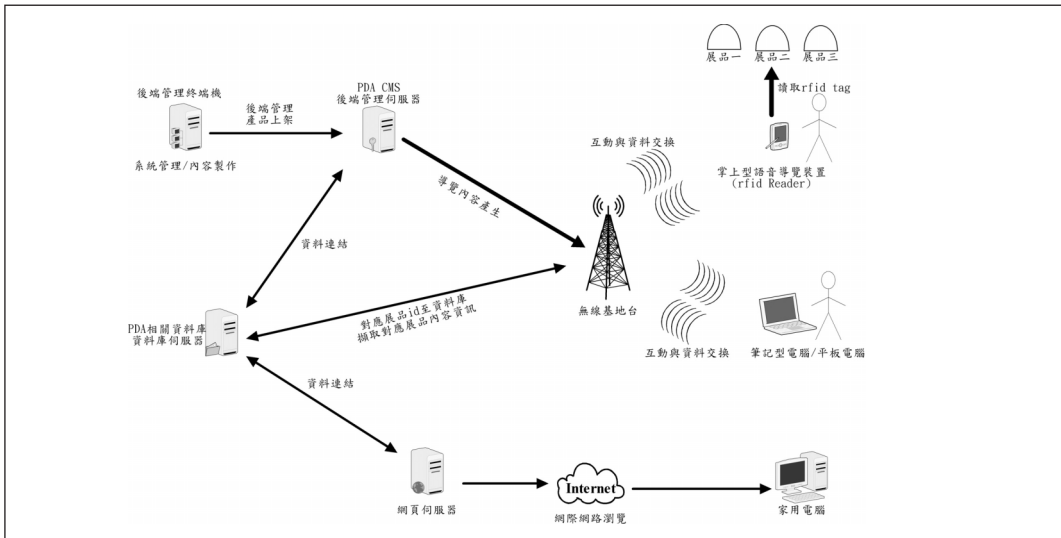 展品一
展品二
展品三
讀取rfid tag
掌上型語音導覽裝置
(rfid Reader)
後端管理終端機
系統管理/內容製作
後端管理
產品上架
PDA CMS
後端管理伺服器
互動與資料交換
導覽內容產生
資料連結
無線基地台
對應展品id至資料庫
擷取對應展品內容資訊
PDA相關資料庫
資料庫伺服器
互動與資料交換
筆記型電腦/平板電腦
資料連結
網頁伺服器
Internet
網際網路瀏覽
家用電腦